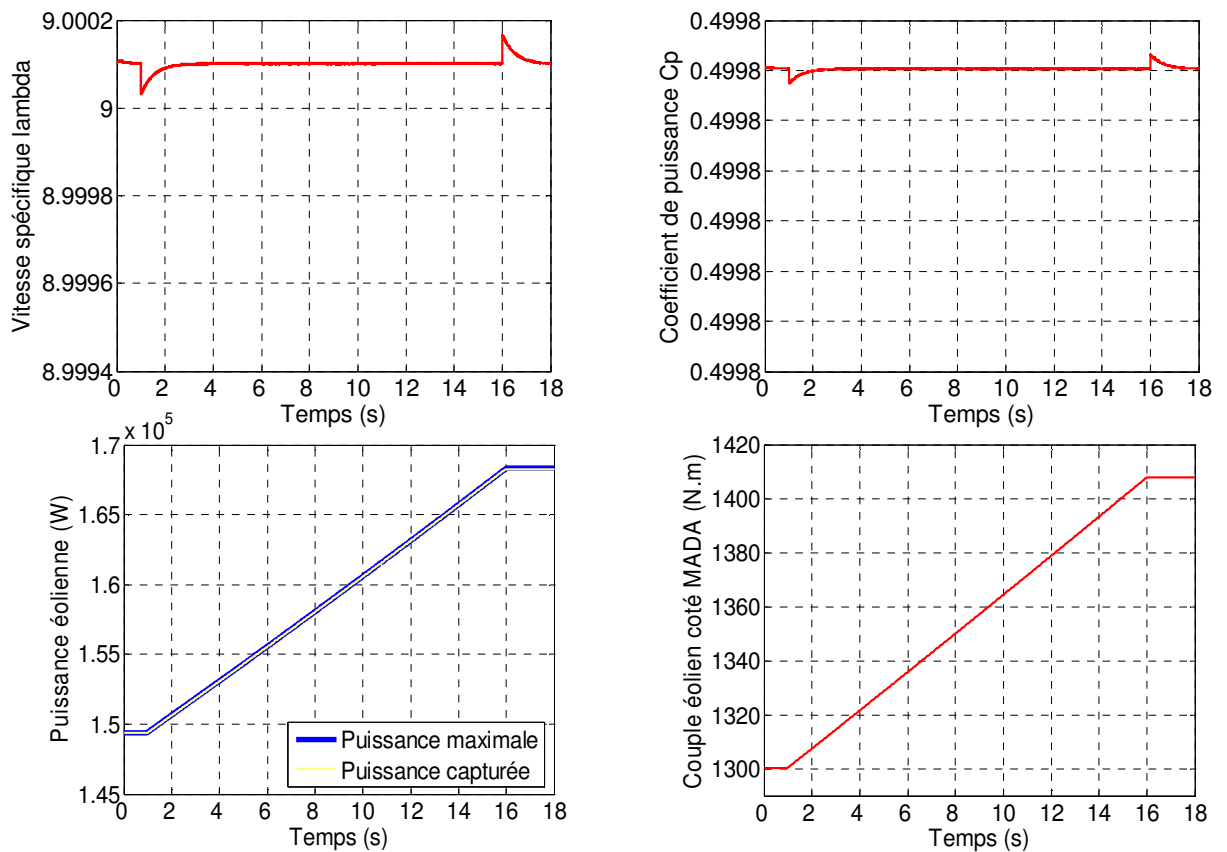 Vitesse spécifique lambda
9.0002
9
8.9998
8.9996
8.9994
0 2 4 6 8 10 12 14 16 18
Temps (s)
Coefficient de puissance Cp
0.4998
0.4998
0.4998
0.4998
0.4998
0.4998
0.4998
0.4998
0 2 4 6 8 10 12 14 16 18
Temps (s)
Puissance éolienne (W)
x 10^5
1.7
1.65
1.6
1.55
1.5
1.45
0 2 4 6 8 10 12 14 16 18
Temps (s)
Puissance maximale
Puissance capturée
Couple éolien coté MADA (N.m)
1420
1400
1380
1360
1340
1320
1300
0 2 4 6 8 10 12 14 16 18
Temps (s)